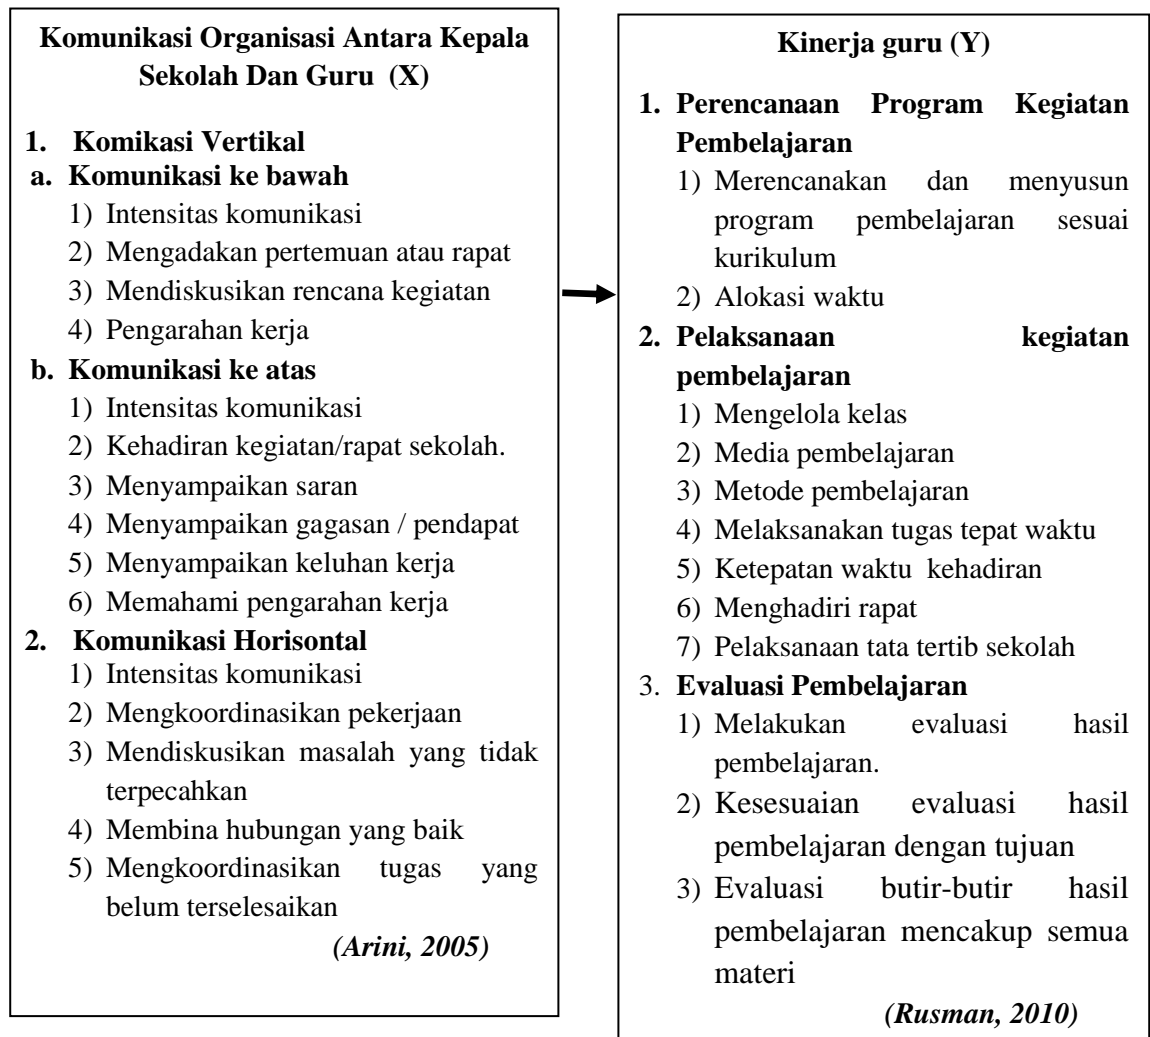 Komunikasi Organisasi Antara Kepala
Sekolah Dan Guru (X)
1. Komikasi Vertikal
a. Komunikasi ke bawah
1) Intensitas komunikasi
2) Mengadakan pertemuan atau rapat
3) Mendiskusikan rencana kegiatan
4) Pengarahan kerja
b. Komunikasi ke atas
1) Intensitas komunikasi
2) Kehadiran kegiatan/rapat sekolah.
3) Menyampaikan saran
4) Menyampaikan gagasan / pendapat
5) Menyampaikan keluhan kerja
6) Memahami pengarahan kerja
2. Komunikasi Horisontal
1) Intensitas komunikasi
2) Mengkoordinasikan pekerjaan
3) Mendiskusikan masalah yang tidak
terpecahkan
4) Membina hubungan yang baik
5) Mengkoordinasikan tugas yang
belum terselesaikan
(Arini, 2005)
Kinerja guru (Y)
1. Perencanaan Program Kegiatan
Pembelajaran
1) Merencanakan dan menyusun
program pembelajaran sesuai
kurikulum
2) Alokasi waktu
2. Pelaksanaan kegiatan
pembelajaran
1) Mengelola kelas
2) Media pembelajaran
3) Metode pembelajaran
4) Melaksanakan tugas tepat waktu
5) Ketepatan waktu kehadiran
6) Menghadiri rapat
7) Pelaksanaan tata tertib sekolah
3. Evaluasi Pembelajaran
1) Melakukan evaluasi hasil
pembelajaran.
2) Kesesuaian evaluasi hasil
pembelajaran dengan tujuan
3) Evaluasi butir-butir hasil
pembelajaran mencakup semua
materi
(Rusman, 2010)